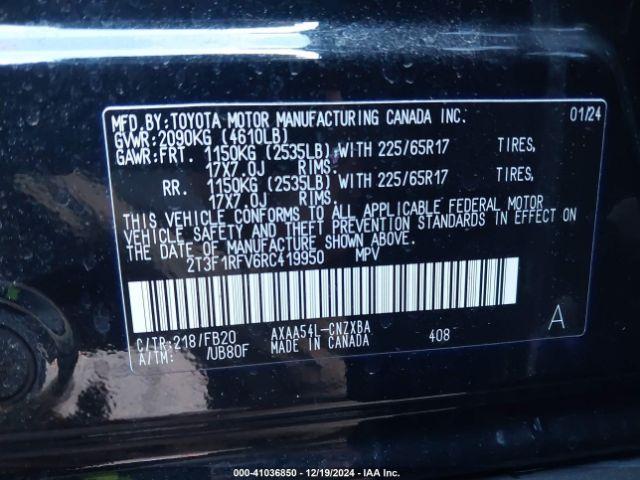 MFD.BY:TOYOTA MOTOR MANUFACTURING CANADA INC. 01/24
GVWR:2090KG (4610LB)
GAWR:FRT. 1150KG (2535LB) WITH 225/65R17 TIRES,
17X7.0J RIMS.
RR. 1150KG (2535LB) WITH 225/65R17 TIRES,
17X7.0J RIMS.
THIS VEHICLE CONFORMS TO ALL APPLICABLE FEDERAL MOTOR
VEHICLE SAFETY AND THEFT PREVENTION STANDARDS IN EFFECT ON
THE DATE OF MANUFACTURE SHOWN ABOVE.
2T3F1RFV6RC419950 MPV
C/TR:218/FB20 AXAA54L-CNZXBA 408 A
A/TM: /UB80F MADE IN CANADA
000-41036850 • 12/19/2024 • IAA Inc.